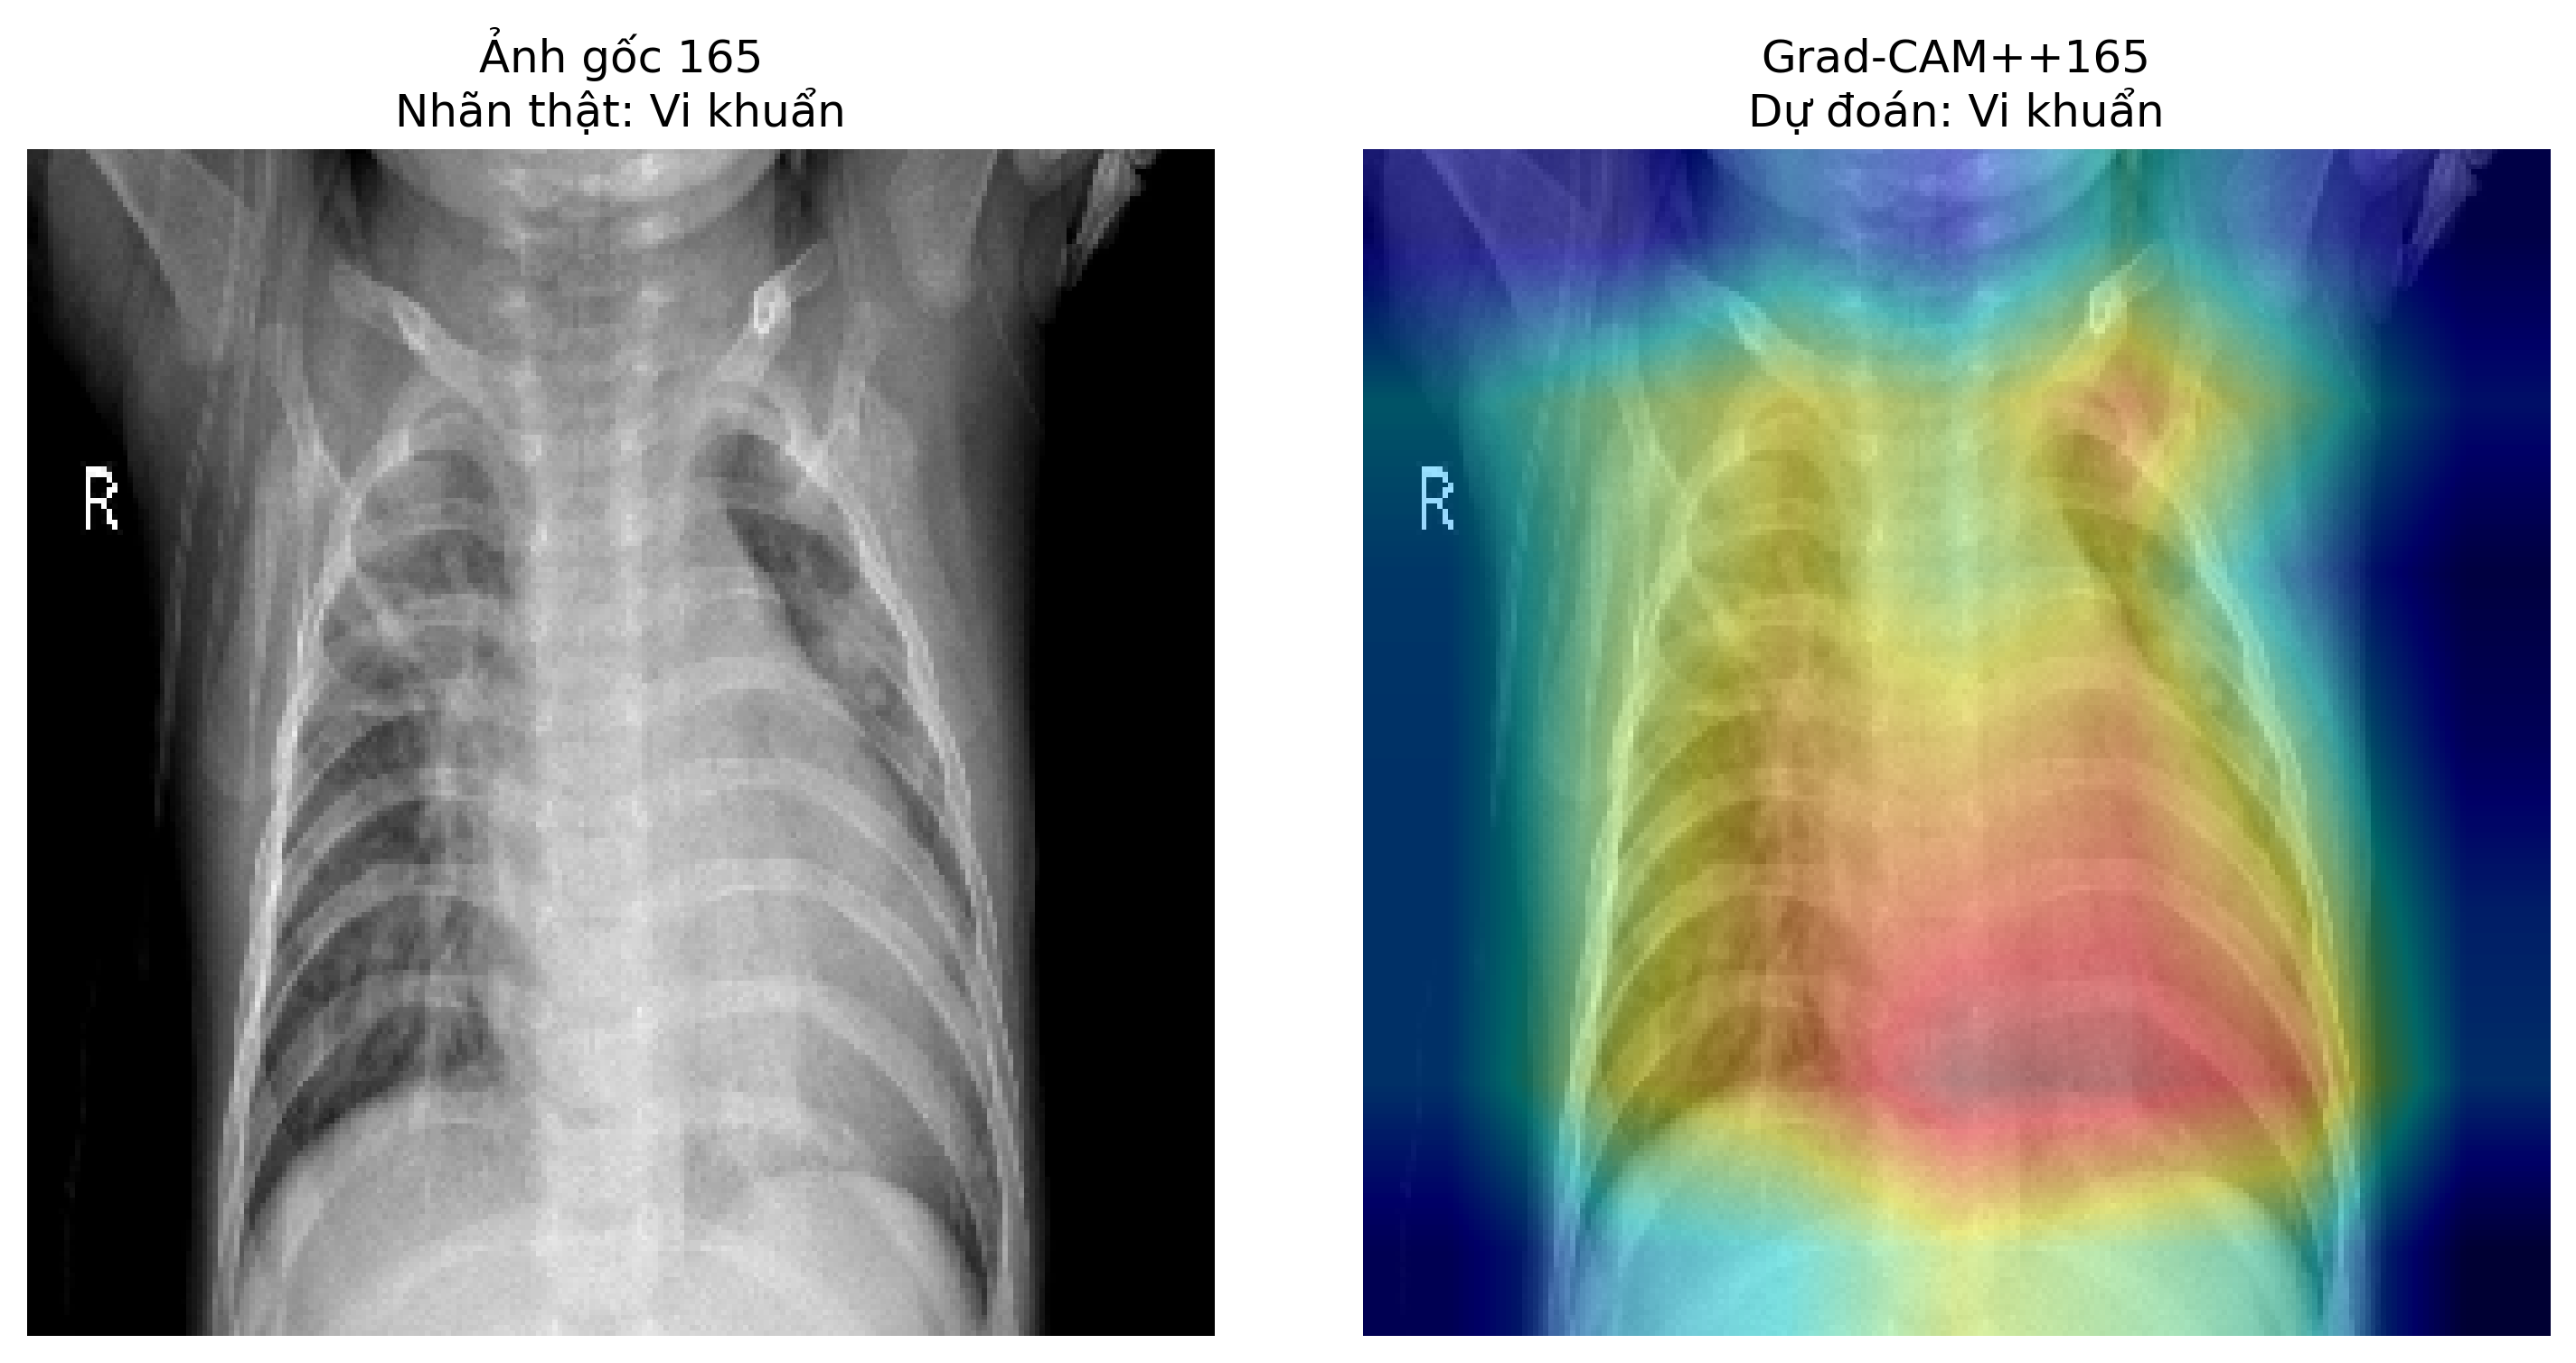 Ảnh gốc 165
Nhãn thật: Vi khuẩn
Grad-CAM++165
Dự đoán: Vi khuẩn
R
R